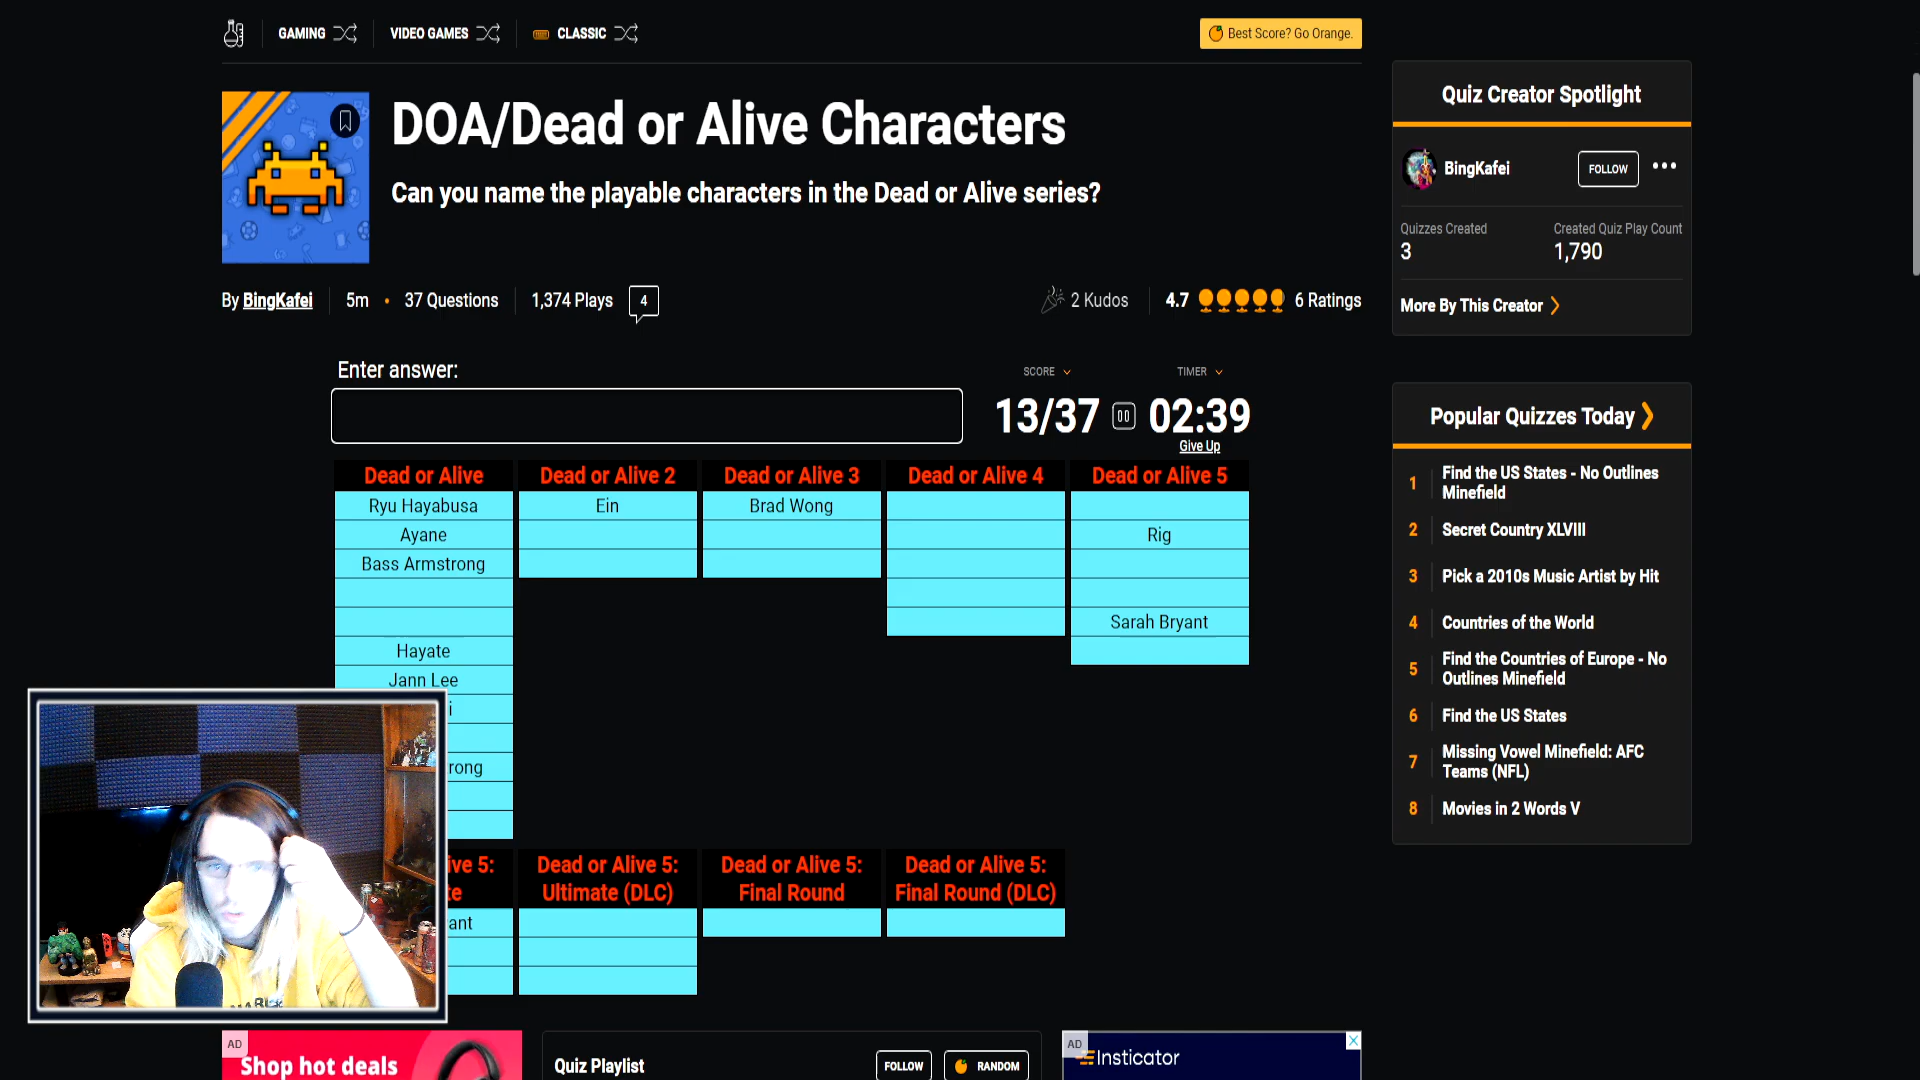 GAMING
VIDEO GAMES
CLASSIC
Best Score? Go Orange.
DOA/Dead or Alive Characters
Can you name the playable characters in the Dead or Alive series?
By BingKafei
5m • 37 Questions
1,374 Plays
4
2 Kudos
4.7
6 Ratings
Enter answer:
SCORE
TIMER
13/37
02:39
Give Up
Dead or Alive
Dead or Alive 2
Dead or Alive 3
Dead or Alive 4
Dead or Alive 5
Ryu Hayabusa
Ein
Brad Wong
Ayane
Rig
Bass Armstrong
Sarah Bryant
Hayate
Jann Lee
i
rong
ive 5:
te
Dead or Alive 5:
Ultimate (DLC)
Dead or Alive 5:
Final Round
Dead or Alive 5:
Final Round (DLC)
ant
AD
Shop hot deals
Quiz Playlist
FOLLOW
RANDOM
AD
Insticator
Quiz Creator Spotlight
BingKafei
FOLLOW
Quizzes Created
3
Created Quiz Play Count
1,790
More By This Creator
Popular Quizzes Today
1 Find the US States - No Outlines
Minefield
2 Secret Country XLVIII
3 Pick a 2010s Music Artist by Hit
4 Countries of the World
5 Find the Countries of Europe - No
Outlines Minefield
6 Find the US States
7 Missing Vowel Minefield: AFC
Teams (NFL)
8 Movies in 2 Words V